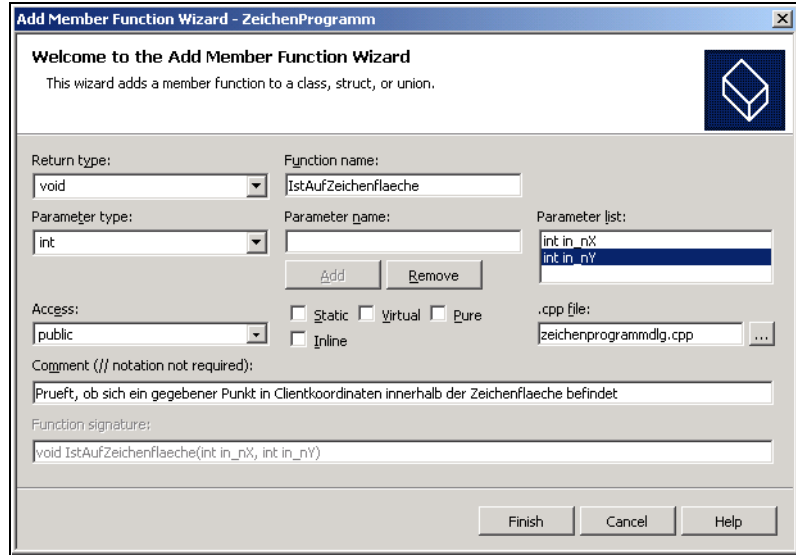 Add Member Function Wizard - ZeichenProgramm
Welcome to the Add Member Function Wizard
This wizard adds a member function to a class, struct, or union.
Return type: Function name:
void IstAufZeichenflaeche
Parameter type: Parameter name: Parameter list:
int int in_nX
int in_nY
Add Remove
Access: Static Virtual Pure .cpp file:
public Inline zeichenprogrammdlg.cpp ...
Comment (// notation not required):
Prueft, ob sich ein gegebener Punkt in Clientkoordinaten innerhalb der Zeichenflaeche befindet
Function signature:
void IstAufZeichenflaeche(int in_nX, int in_nY)
Finish Cancel Help